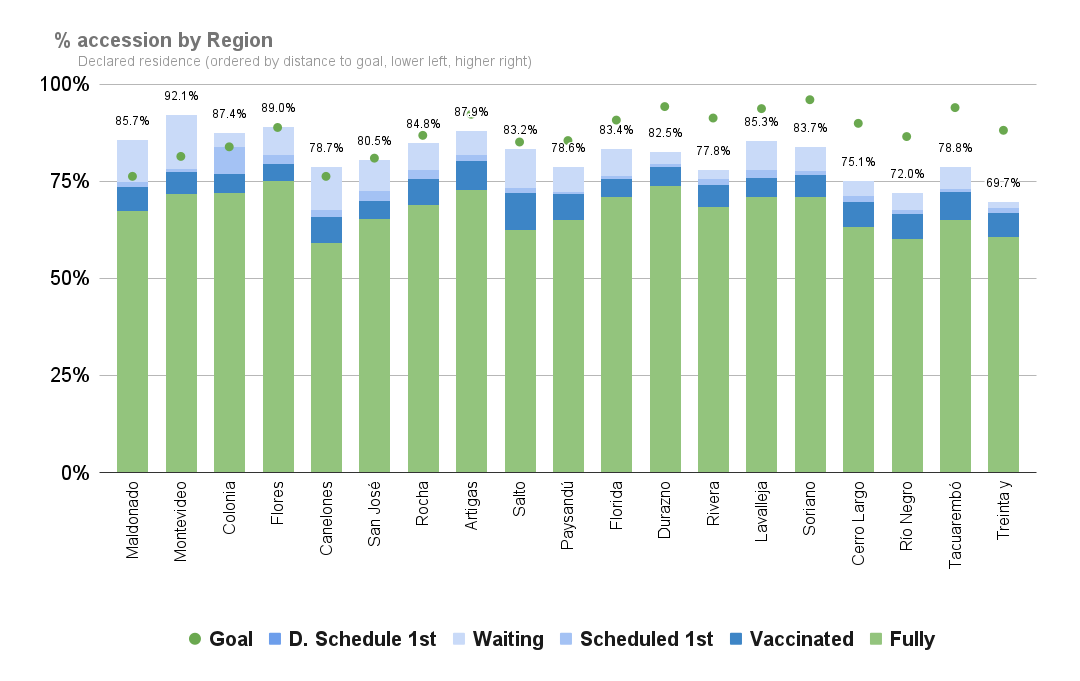 % accession by Region
Declared residence (ordered by distance to goal, lower left, higher right)
100%
75%
50%
25%
0%
85.7%
92.1%
87.4%
89.0%
78.7%
80.5%
84.8%
87.9%
83.2%
78.6%
83.4%
82.5%
77.8%
85.3%
83.7%
75.1%
72.0%
78.8%
69.7%
Maldonado
Montevideo
Colonia
Flores
Canelones
San José
Rocha
Artigas
Salto
Paysandú
Florida
Durazno
Rivera
Lavalleja
Soriano
Cerro Largo
Río Negro
Tacuarembó
Treinta y
Goal D. Schedule 1st Waiting Scheduled 1st Vaccinated Fully